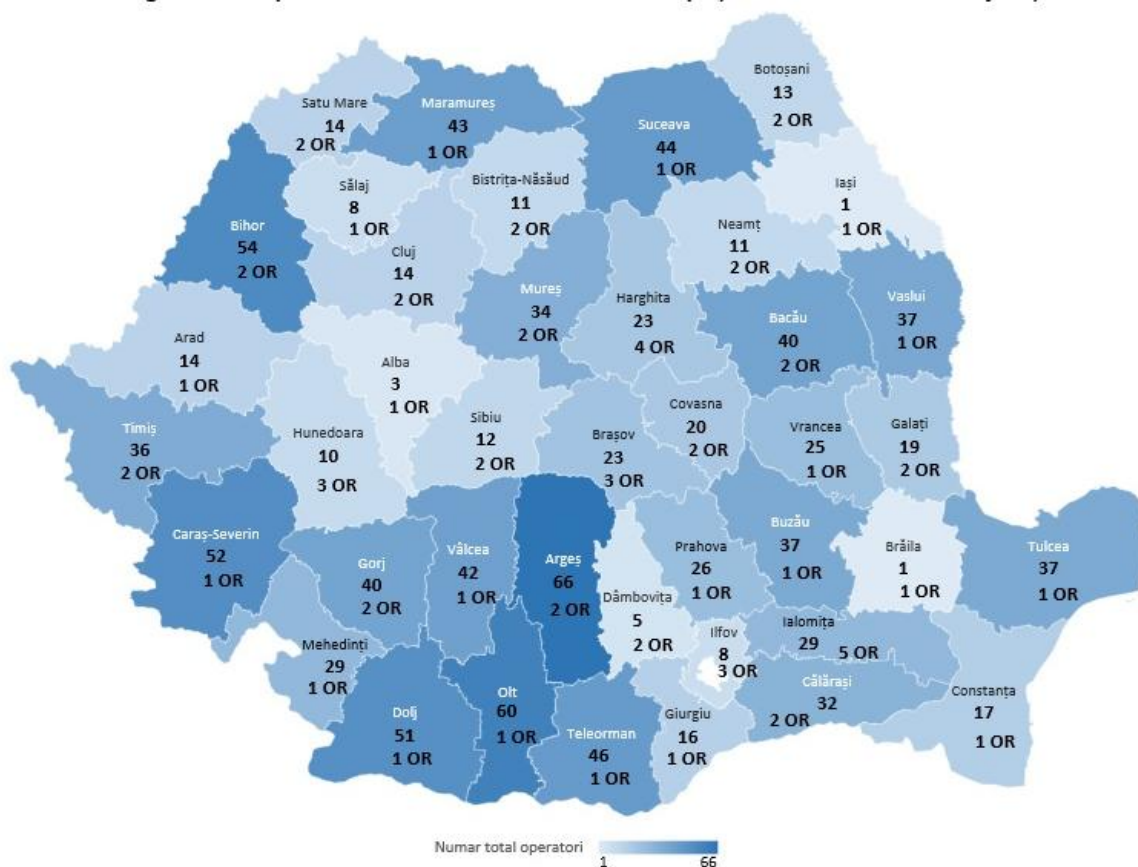 Botoșani
13
2 OR
Satu Mare
14
2 OR
Maramureș
43
1 OR
Suceava
44
1 OR
Iași
1
1 OR
Sălaj
8
1 OR
Bistrița-Năsăud
11
2 OR
Neamț
11
2 OR
Bihor
54
2 OR
Cluj
14
2 OR
Mureș
34
2 OR
Harghita
23
4 OR
Bacău
40
2 OR
Vaslui
37
1 OR
Arad
14
1 OR
Alba
3
1 OR
Timiș
36
2 OR
Hunedoara
10
3 OR
Sibiu
12
2 OR
Brașov
23
3 OR
Covasna
20
2 OR
Vrancea
25
1 OR
Galați
19
2 OR
Caraș-Severin
52
1 OR
Gorj
40
2 OR
Vâlcea
42
1 OR
Argeș
66
2 OR
Dâmbovița
5
2 OR
Prahova
26
1 OR
Buzău
37
1 OR
Brăila
1
1 OR
Tulcea
37
1 OR
Mehedinți
29
1 OR
Dolj
51
1 OR
Olt
60
1 OR
Teleorman
46
1 OR
Giurgiu
16
1 OR
Ilfov
8
3 OR
Ialomița
29 5 OR
Călărași
32
2 OR
Constanța
17
1 OR
Numar total operatori
1 66